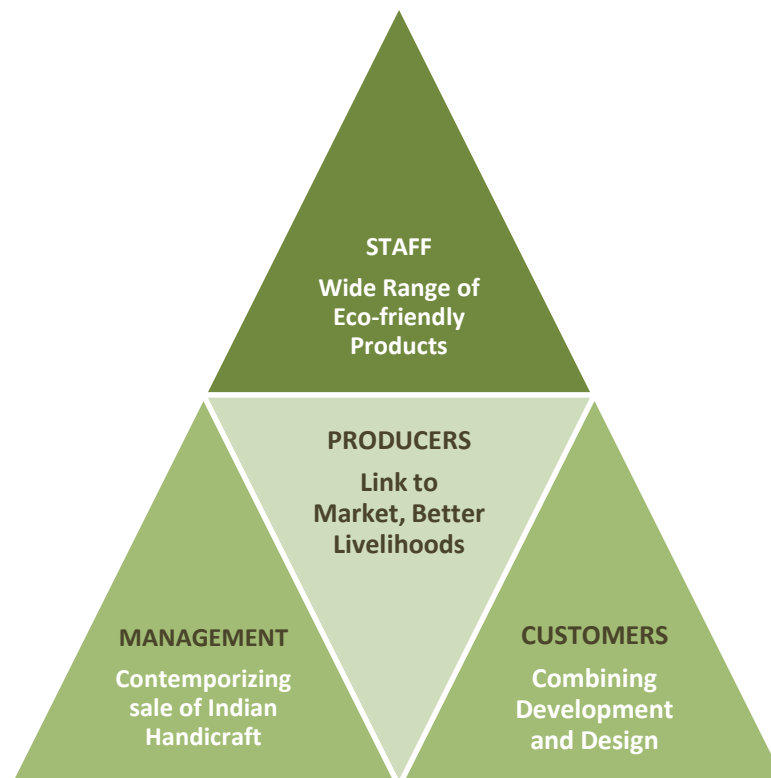 STAFF
Wide Range of
Eco-friendly
Products
PRODUCERS
Link to
Market, Better
Livelihoods
MANAGEMENT
Contemporizing
sale of Indian
Handicraft
CUSTOMERS
Combining
Development
and Design